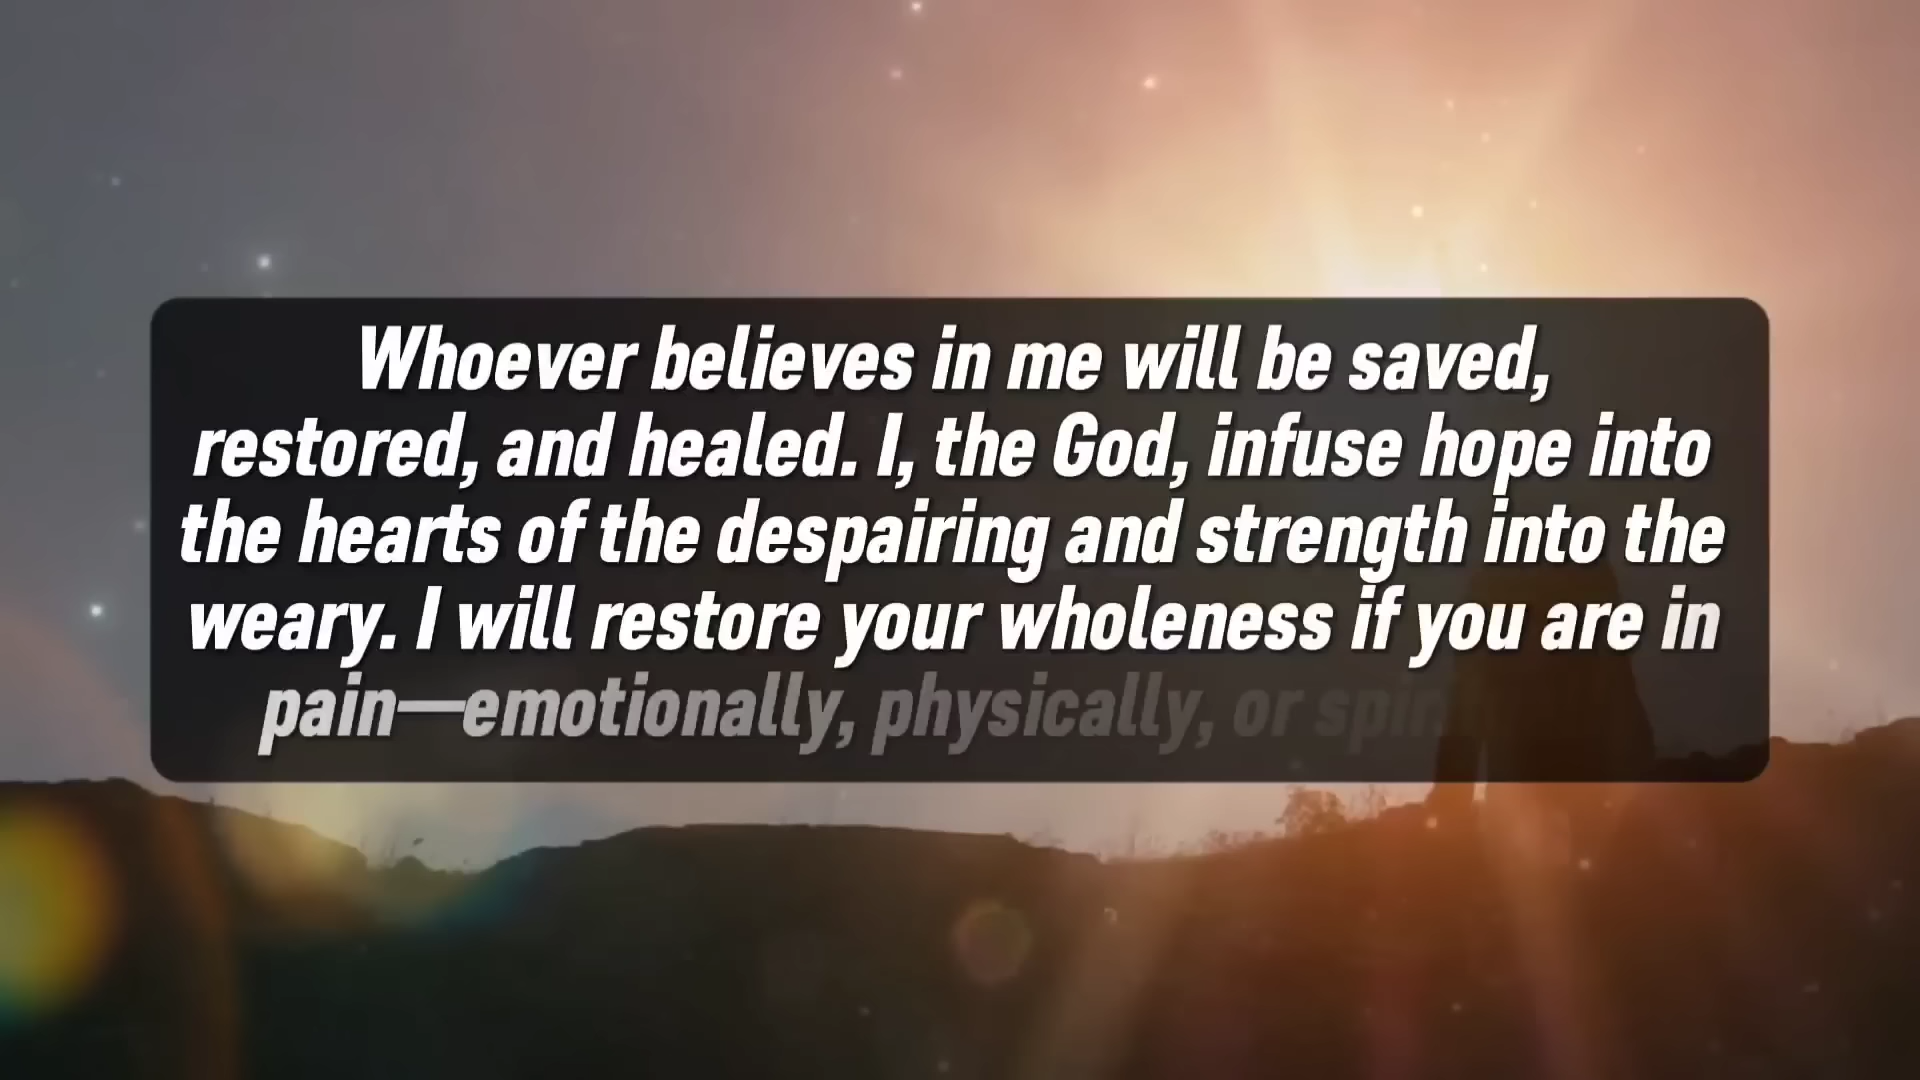 Whoever believes in me will be saved,
restored, and healed. I, the God, infuse hope into
the hearts of the despairing and strength into the
weary. I will restore your wholeness if you are in
pain—emotionally, physically, or